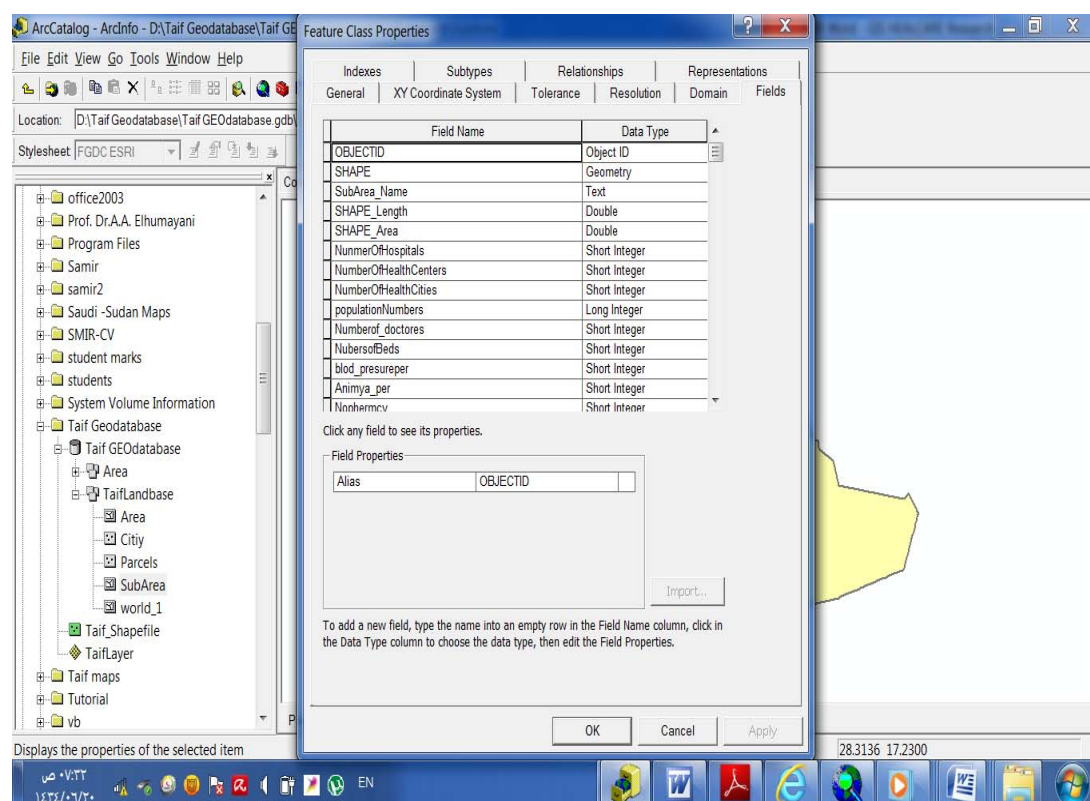 ArcCatalog - ArcInfo - D:\Taif Geodatabase\Taif GE
File Edit View Go Tools Window Help
Location: D:\Taif Geodatabase\Taif GEOdatabase.gdb\
Stylesheet: FGDC ESRI
office2003
Prof. Dr.A.A. Elhumayani
Program Files
Samir
samir2
Saudi -Sudan Maps
SMIR-CV
student marks
students
System Volume Information
Taif Geodatabase
Taif GEOdatabase
Area
TaifLandbase
Area
Citiy
Parcels
SubArea
world_1
Taif_Shapefile
TaifLayer
Taif maps
Tutorial
vb
Co
P
Feature Class Properties
Indexes Subtypes Relationships Representations
General XY Coordinate System Tolerance Resolution Domain Fields
Field Name Data Type
OBJECTID Object ID
SHAPE Geometry
SubArea_Name Text
SHAPE_Length Double
SHAPE_Area Double
NunmerOfHospitals Short Integer
NumberOfHealthCenters Short Integer
NumberOfHealthCities Short Integer
populationNumbers Long Integer
Numberof_doctores Short Integer
NubersofBeds Short Integer
blod_presureper Short Integer
Animya_per Short Integer
Nophermcy Short Integer
Click any field to see its properties.
Field Properties
Alias OBJECTID
Import...
To add a new field, type the name into an empty row in the Field Name column, click in
the Data Type column to choose the data type, then edit the Field Properties.
OK Cancel Apply
Displays the properties of the selected item
28.3136 17.2300
٠٧:٣٢ ص
١٤٣٤/٠٦/٢٠
EN